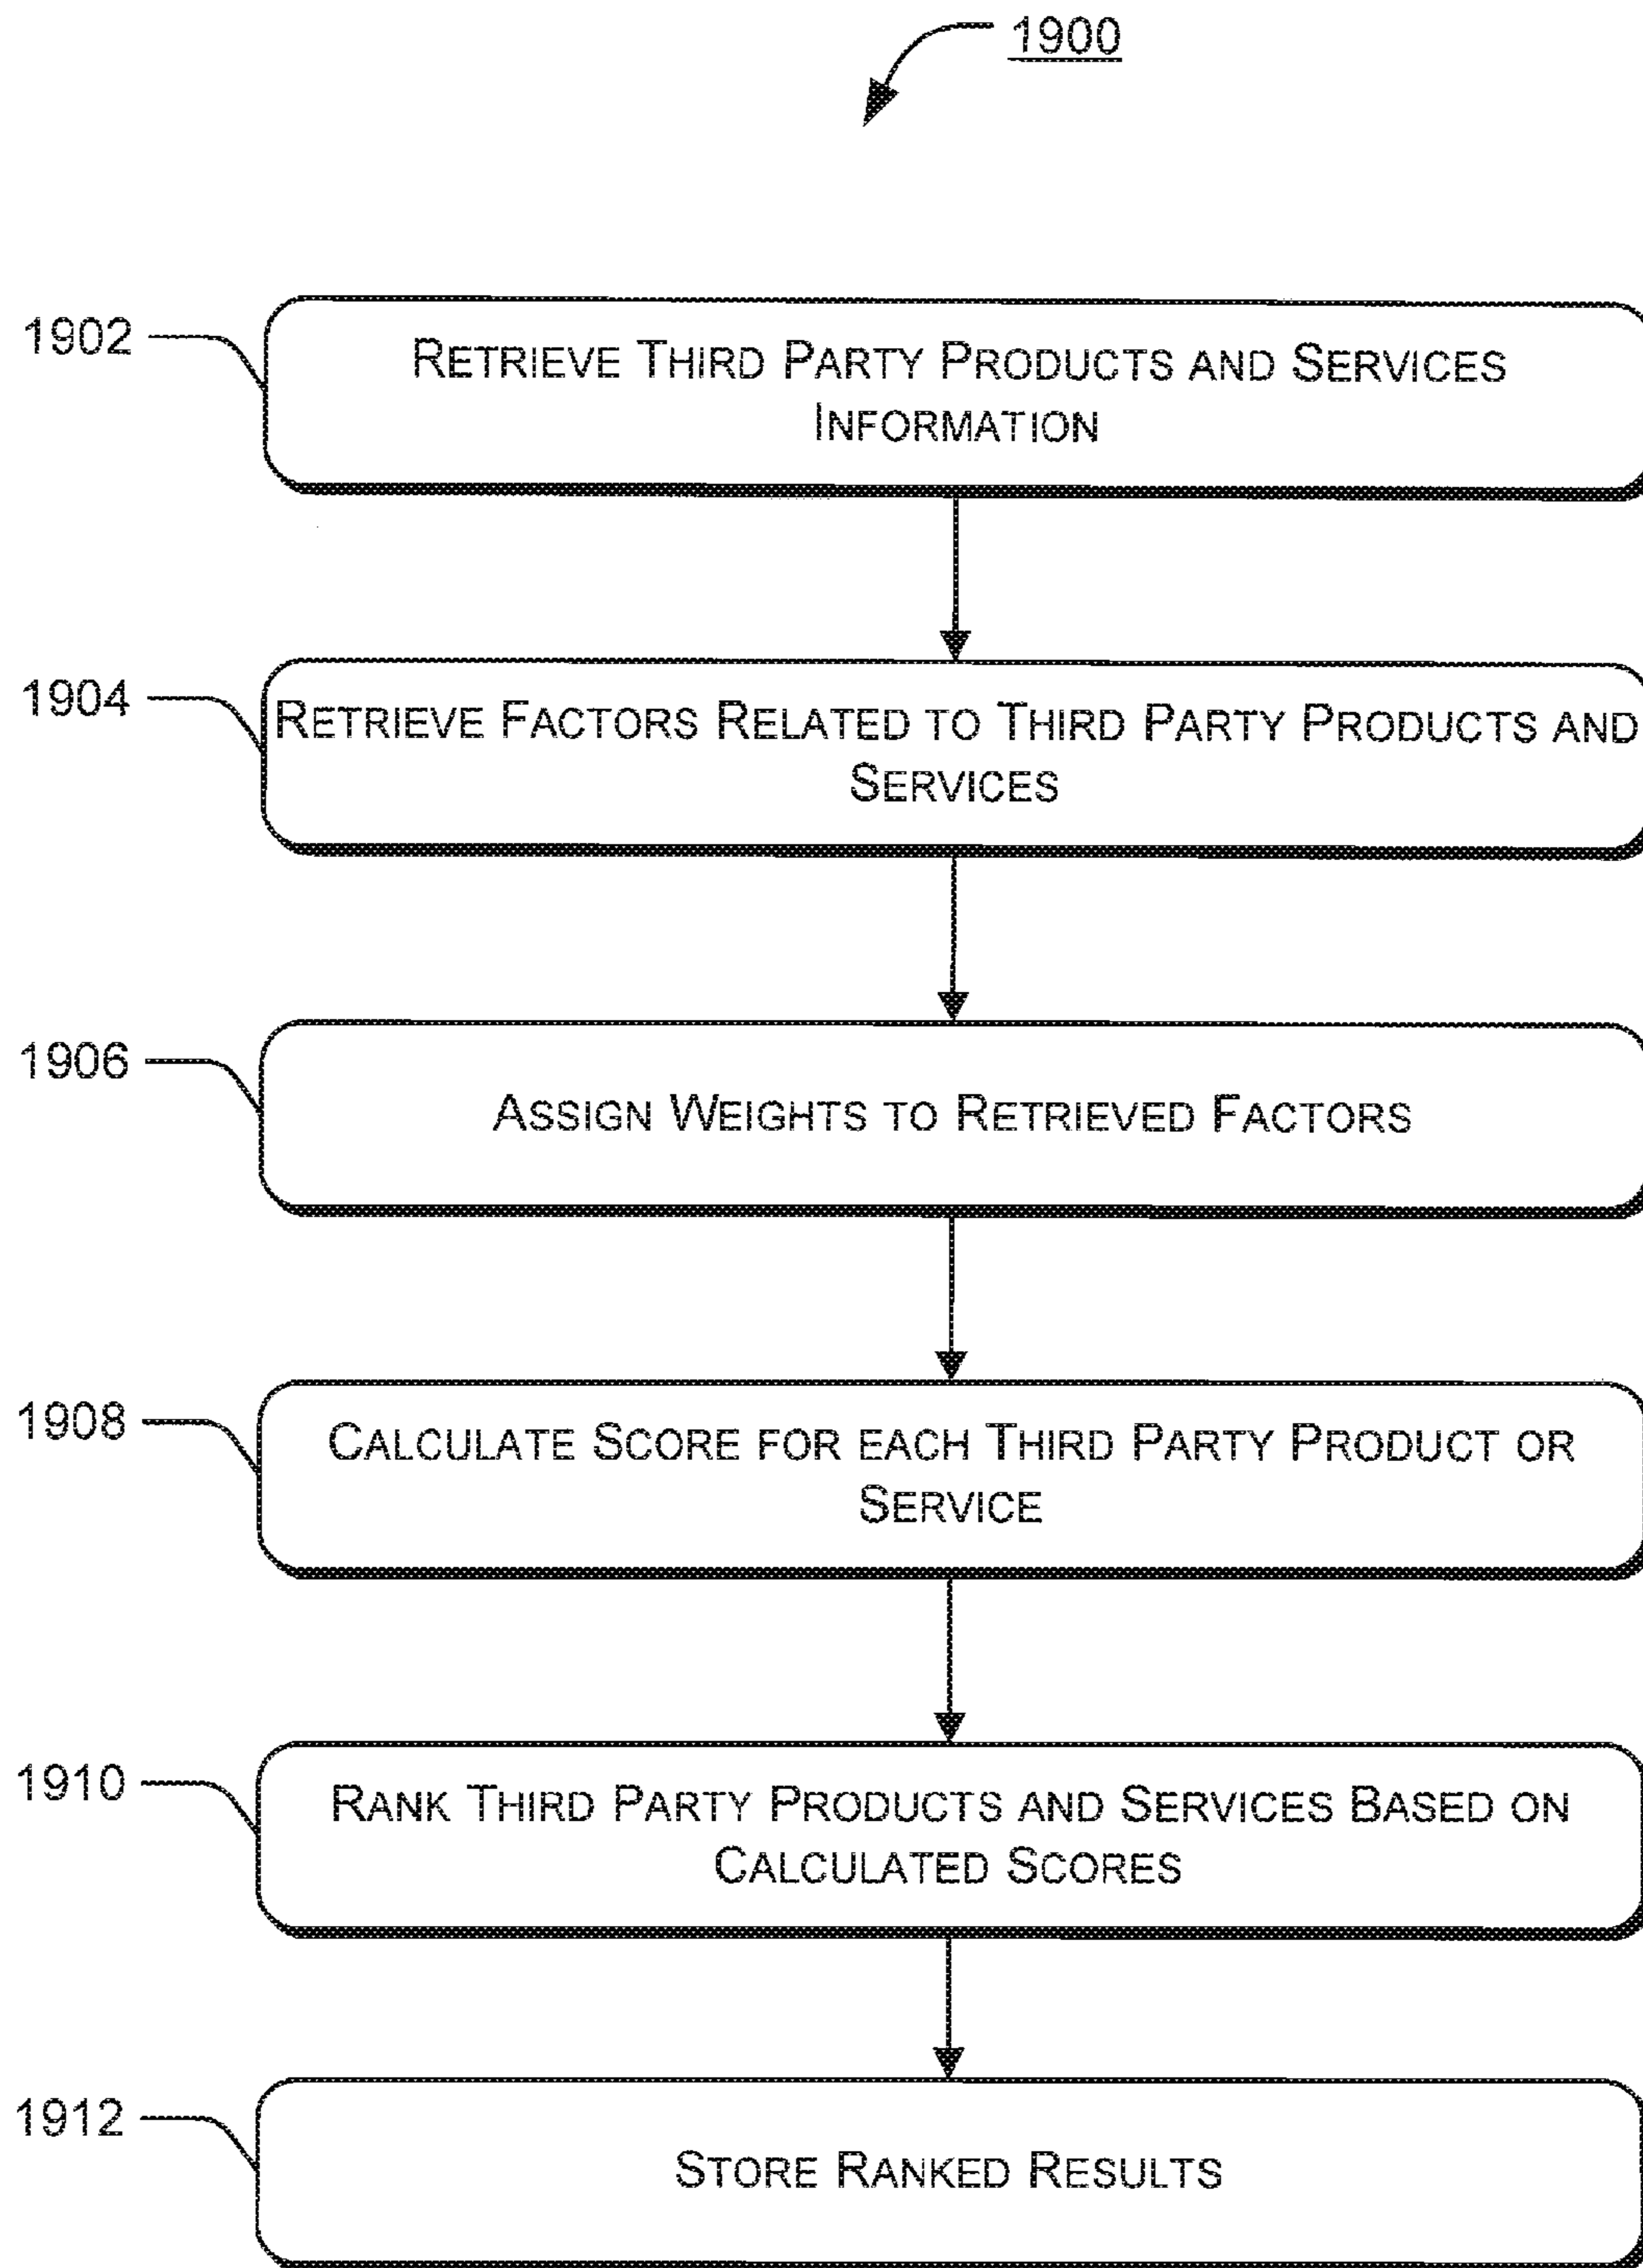 1900
1902
RETRIEVE THIRD PARTY PRODUCTS AND SERVICES
INFORMATION
1904
RETRIEVE FACTORS RELATED TO THIRD PARTY PRODUCTS AND
SERVICES
1906
ASSIGN WEIGHTS TO RETRIEVED FACTORS
1908
CALCULATE SCORE FOR EACH THIRD PARTY PRODUCT OR
SERVICE
1910
RANK THIRD PARTY PRODUCTS AND SERVICES BASED ON
CALCULATED SCORES
1912
STORE RANKED RESULTS